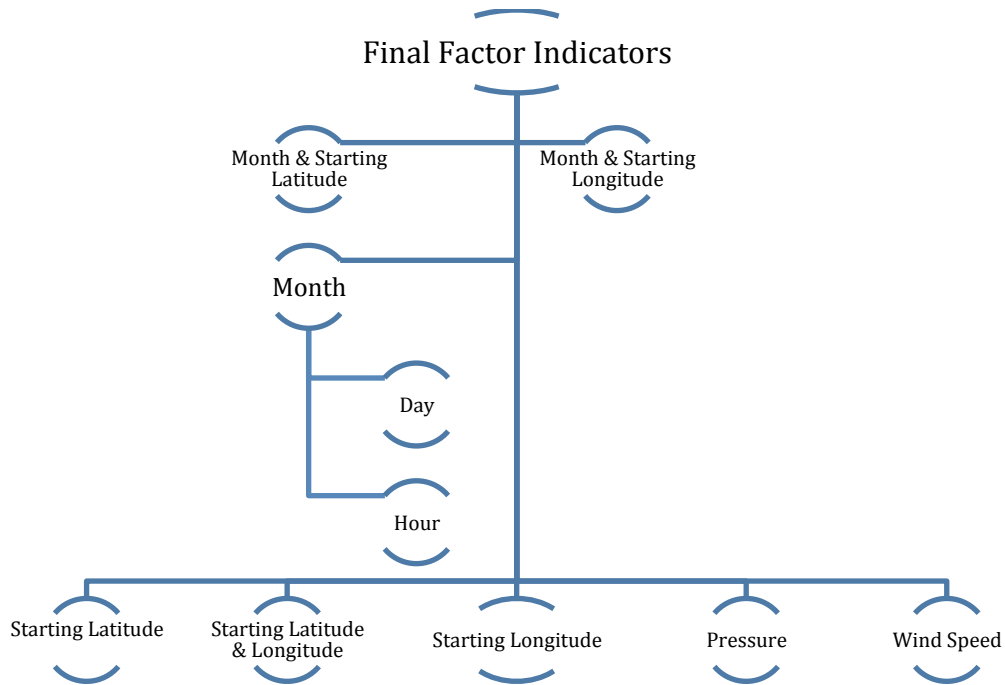 Final Factor Indicators
Month & Starting
Latitude
Month & Starting
Longitude
Month
Day
Hour
Starting Latitude
Starting Latitude
& Longitude
Starting Longitude
Pressure
Wind Speed